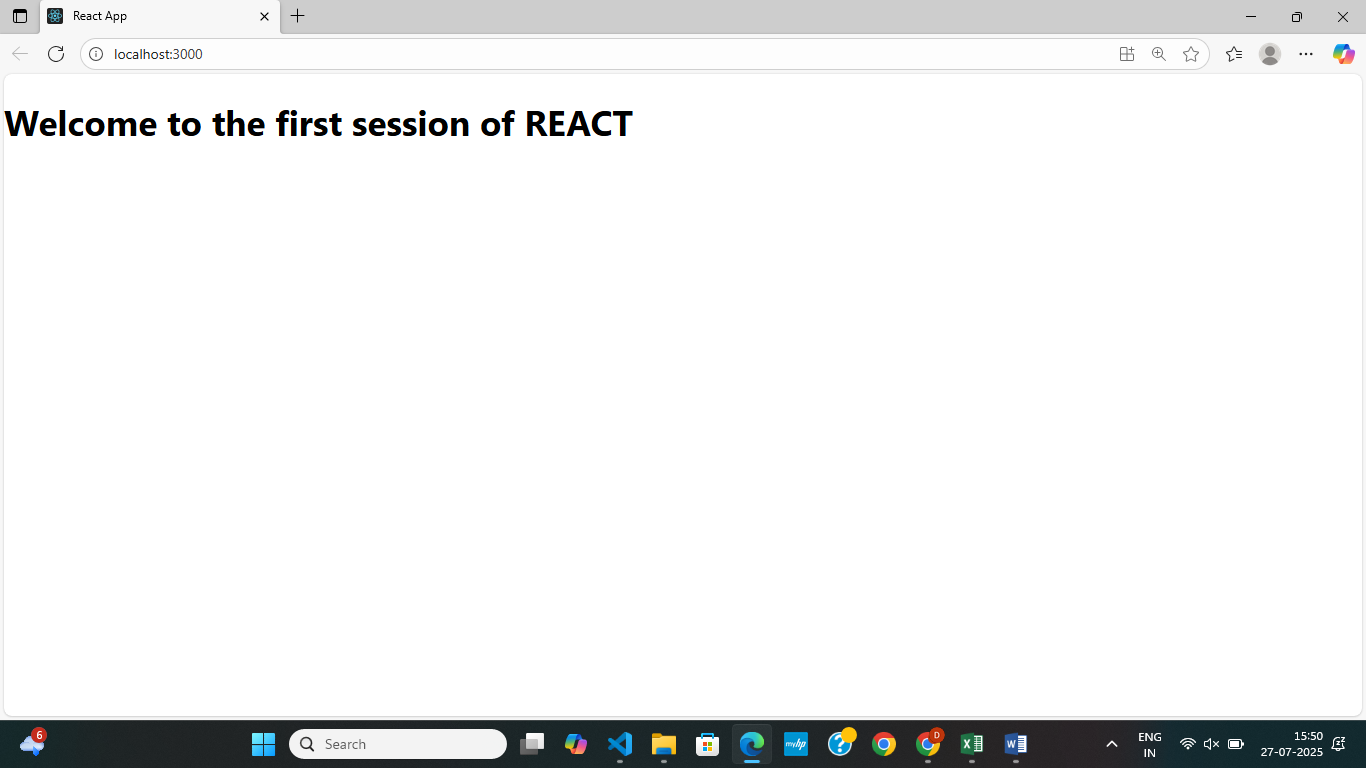 React App
localhost:3000
Welcome to the first session of REACT
6
Search
myhp
D
ENG
IN
15:50
27-07-2025